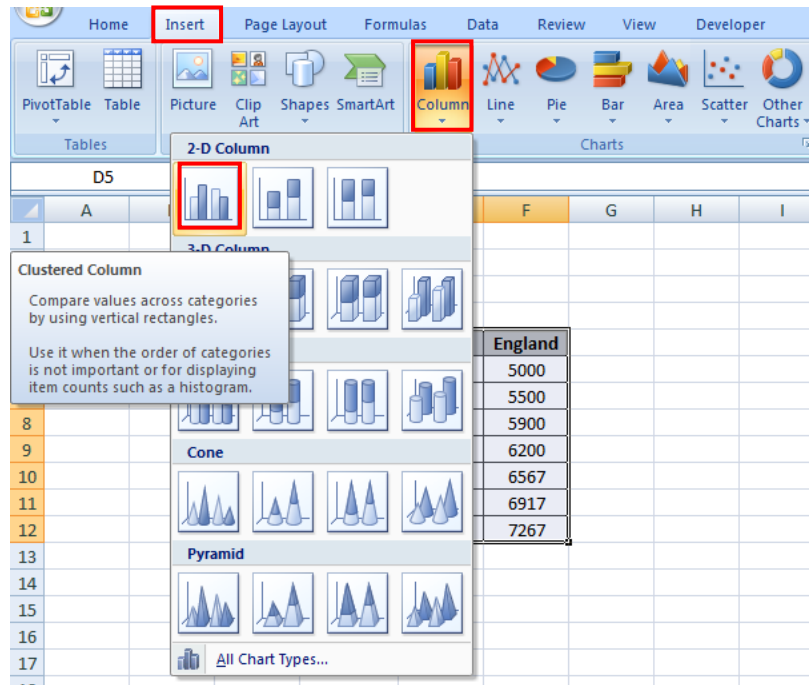 Home Insert Page Layout Formulas Data Review View Developer
PivotTable Table Picture Clip Art Shapes SmartArt Column Line Pie Bar Area Scatter Other Charts
Tables Charts
2-D Column
D5
A F G H I
1
3-D Column
Clustered Column
Compare values across categories
by using vertical rectangles.
Use it when the order of categories
is not important or for displaying
item counts such as a histogram.
England
5000
5500
8 5900
9 6200
Cone
10 6567
11 6917
12 7267
13
Pyramid
14
15
16
17
All Chart Types...